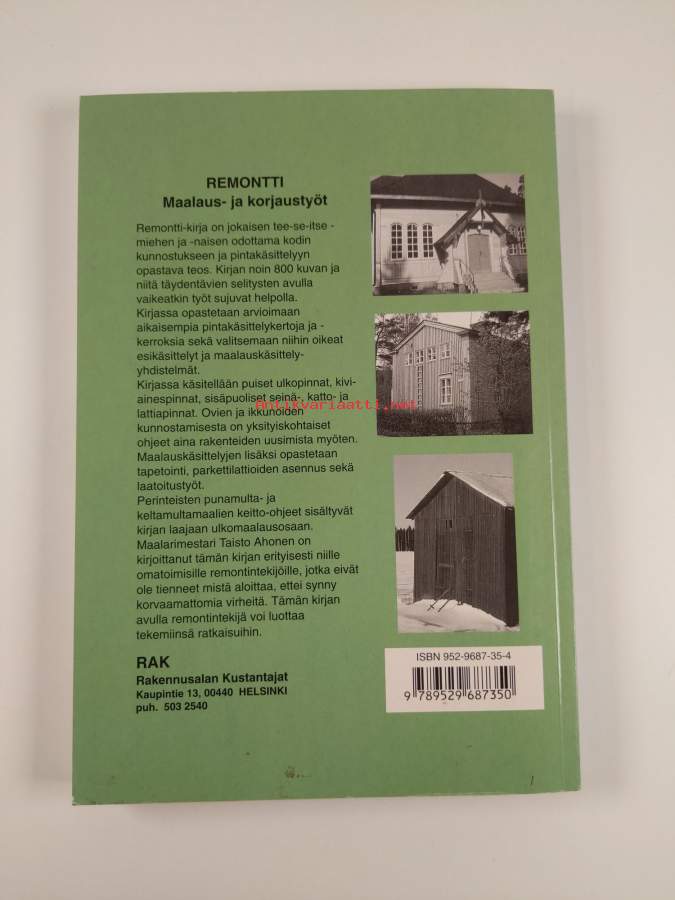 REMONTTI
Maalaus- ja korjaustyöt
Remontti-kirja on jokaisen tee-se-itse -
miehen ja -naisen odottama kodin
kunnostukseen ja pintakäsittelyyn
opastava teos. Kirjan noin 800 kuvan ja
niitä täydentävien selitysten avulla
vaikeatkin työt sujuvat helpolla.
Kirjassa opastetaan arvioimaan
aikaisempia pintakäsittelykertoja ja -
kerroksia sekä valitsemaan niihin oikeat
esikäsittelyt ja maalauskäsittely-
yhdistelmät.
Kirjassa käsitellään puiset ulkopinnat, kivi-
ainespinnat, sisäpuoliset seinä-, katto- ja
lattiapinnat. Ovien ja ikkunoiden
kunnostamisesta on yksityiskohtaiset
ohjeet aina rakenteiden uusimista myöten.
Maalauskäsittelyjen lisäksi opastetaan
tapetointi, parkettilattioiden asennus sekä
laatoitustyöt.
Perinteisten punamulta- ja
keltamultamaalien keitto-ohjeet sisältyvät
kirjan laajaan ulkomaalausosaan.
Maalarimestari Taisto Ahonen on
kirjoittanut tämän kirjan erityisesti niille
omatoimisille remontintekijöille, jotka eivät
ole tienneet mistä aloittaa, ettei synny
korvaamattomia virheitä. Tämän kirjan
avulla remontintekijä voi luottaa
tekemiinsä ratkaisuihin.
RAK
Rakennusalan Kustantajat
Kaupintie 13, 00440 HELSINKI
puh. 503 2540
ISBN 952-9687-35-4
9 789529 687350
Antikvariaatti.net